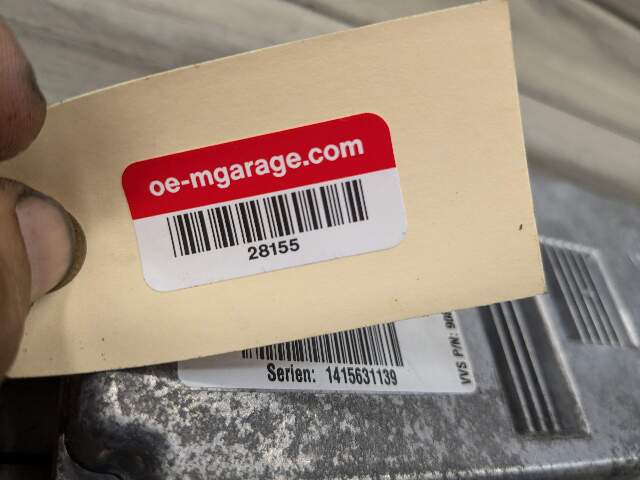 oe-mgarage.com
28155
Serien: 1415631139
VVS P/N: